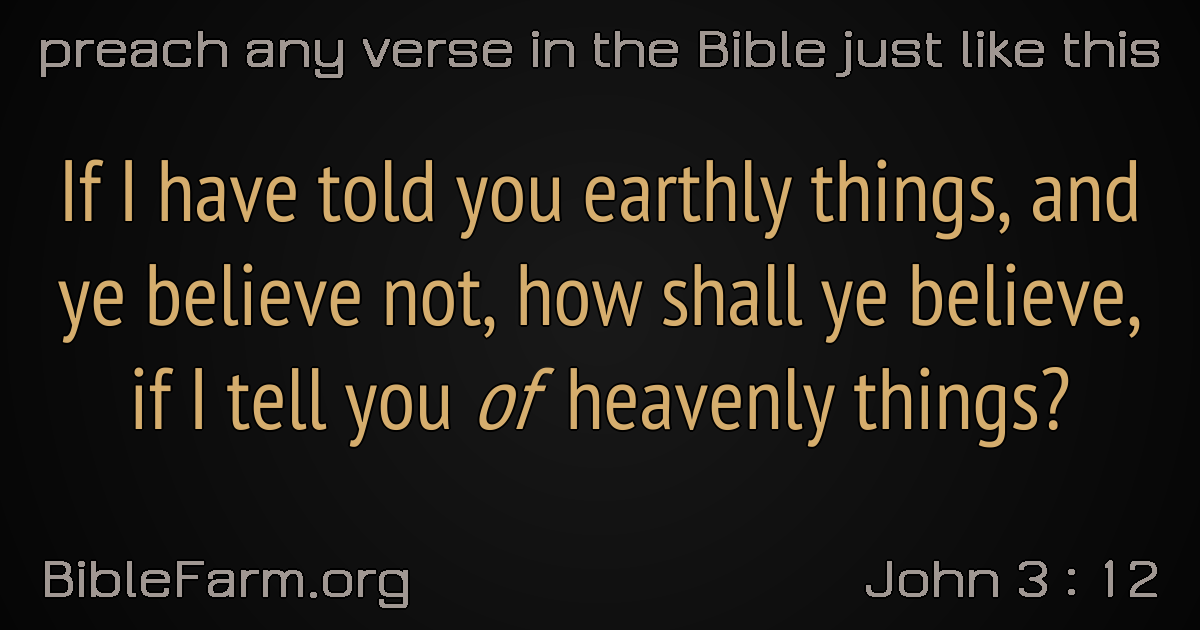 preach any verse in the Bible just like this
If I have told you earthly things, and
ye believe not, how shall ye believe,
if I tell you of heavenly things?
BibleFarm.org
John 3 : 12